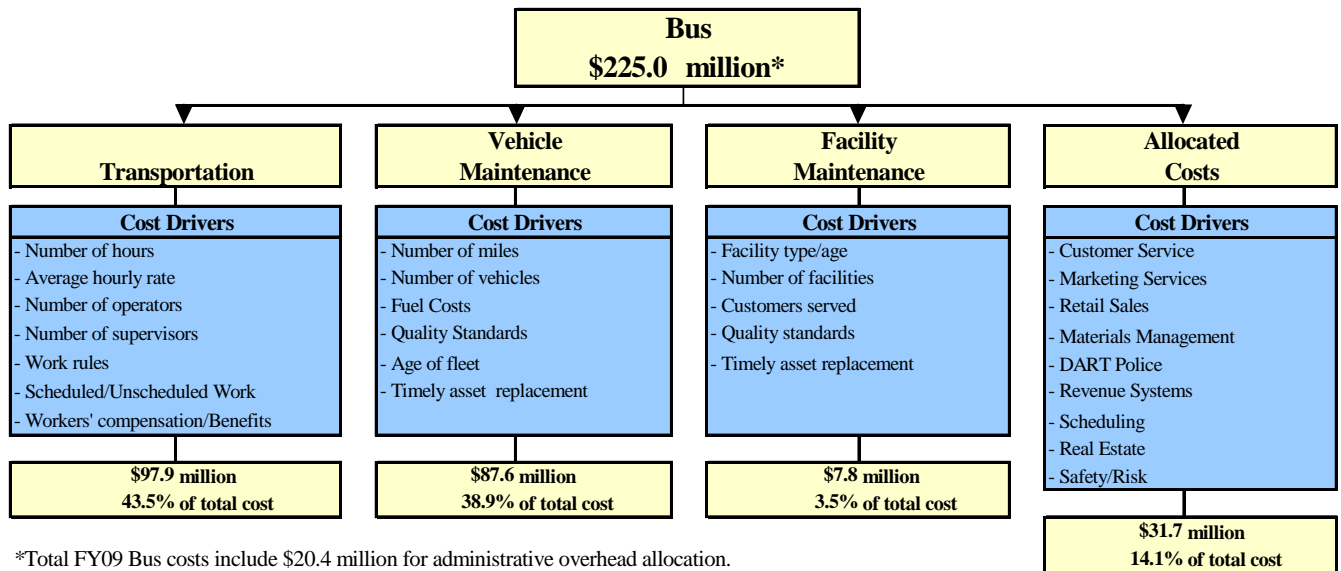 Bus
$225.0 million*
Transportation
Vehicle
Maintenance
Facility
Maintenance
Allocated
Costs
Cost Drivers
- Number of hours
- Average hourly rate
- Number of operators
- Number of supervisors
- Work rules
- Scheduled/Unscheduled Work
- Workers' compensation/Benefits
$97.9 million
43.5% of total cost
Cost Drivers
- Number of miles
- Number of vehicles
- Fuel Costs
- Quality Standards
- Age of fleet
- Timely asset replacement
$87.6 million
38.9% of total cost
Cost Drivers
- Facility type/age
- Number of facilities
- Customers served
- Quality standards
- Timely asset replacement
$7.8 million
3.5% of total cost
Cost Drivers
- Customer Service
- Marketing Services
- Retail Sales
- Materials Management
- DART Police
- Revenue Systems
- Scheduling
- Real Estate
- Safety/Risk
$31.7 million
14.1% of total cost
*Total FY09 Bus costs include $20.4 million for administrative overhead allocation.